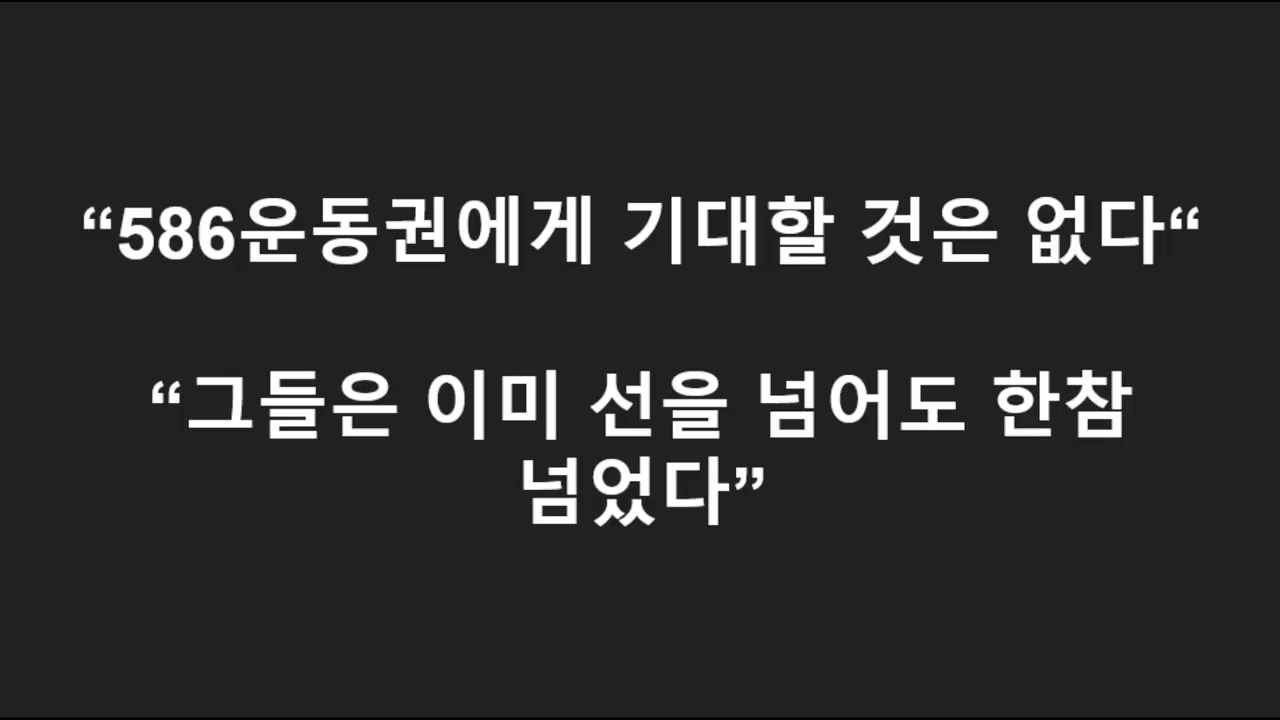 “586운동권에게 기대할 것은 없다“
“그들은 이미 선을 넘어도 한참
넘었다”